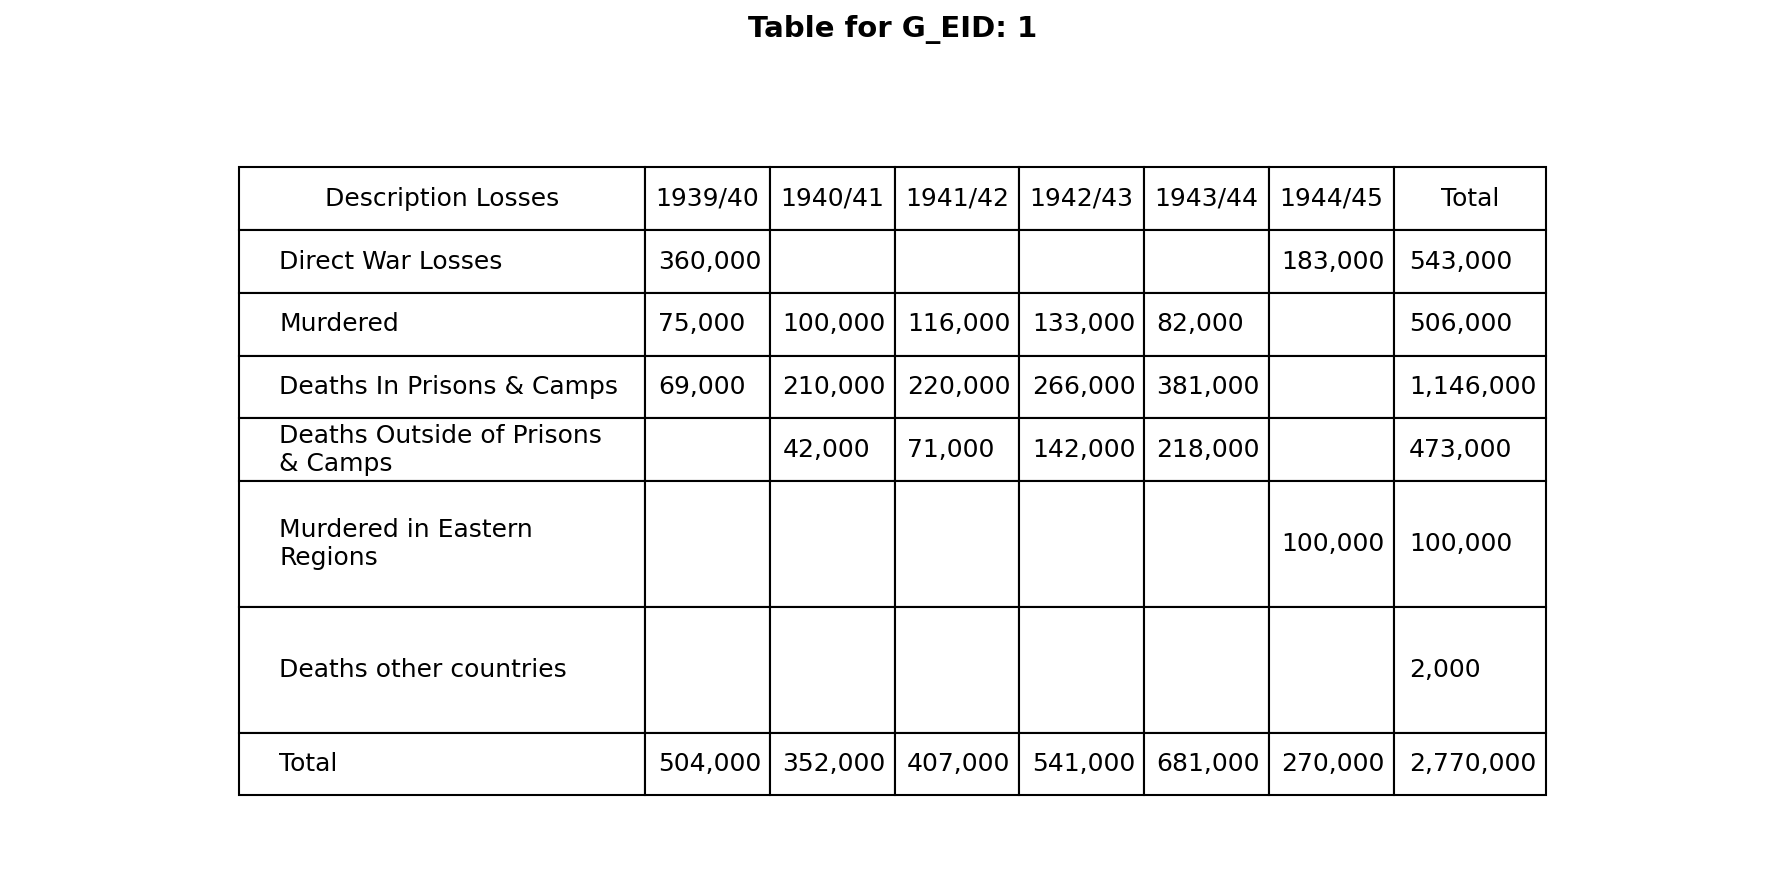 Table for G_EID: 1
Description Losses 1939/40 1940/41 1941/42 1942/43 1943/44 1944/45 Total
Direct War Losses 360,000 183,000 543,000
Murdered 75,000 100,000 116,000 133,000 82,000 506,000
Deaths In Prisons & Camps 69,000 210,000 220,000 266,000 381,000 1,146,000
Deaths Outside of Prisons
& Camps 42,000 71,000 142,000 218,000 473,000
Murdered in Eastern
Regions 100,000 100,000
Deaths other countries 2,000
Total 504,000 352,000 407,000 541,000 681,000 270,000 2,770,000